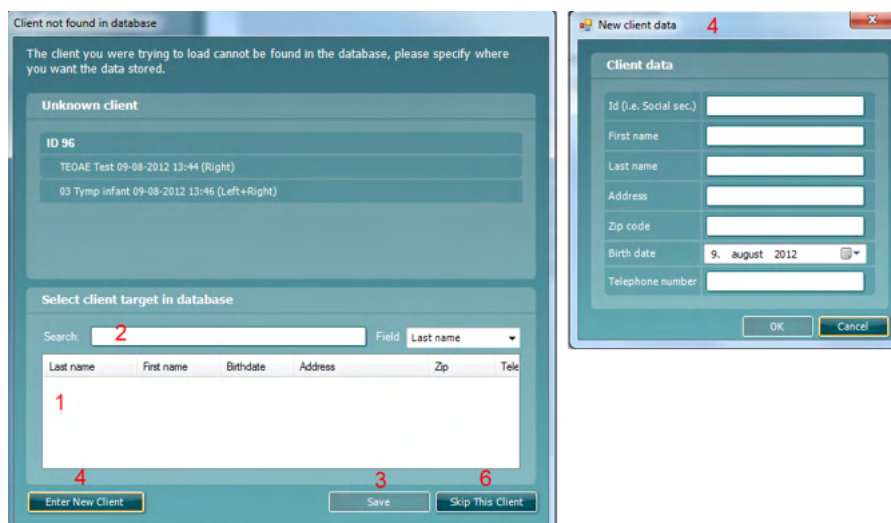 Client not found in database
The client you were trying to load cannot be found in the database, please specify where
you want the data stored.
Unknown client
ID 96
TEOAE Test 09-08-2012 13:44 (Right)
03 Tymp infant 09-08-2012 13:46 (Left+Right)
Select client target in database
Search: 2 Field Last name
Last name First name Birthdate Address Zip Tele
1
4 3 6
Enter New Client Save Skip This Client
New client data 4 x
Client data
Id (i.e. Social sec.)
First name
Last name
Address
Zip code
Birth date 9. august 2012
Telephone number
OK Cancel